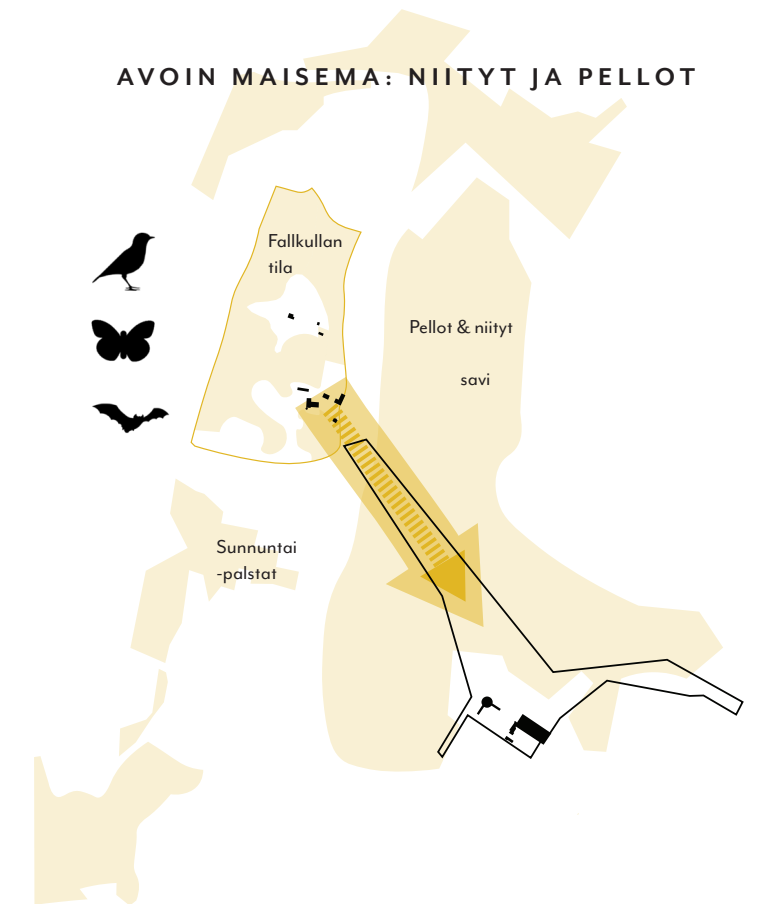 AVOIN MAISEMA: NIITYT JA PELLOT
Fallkullan
tila
Pellot & niityt
savi
Sunnuntai
-palstat